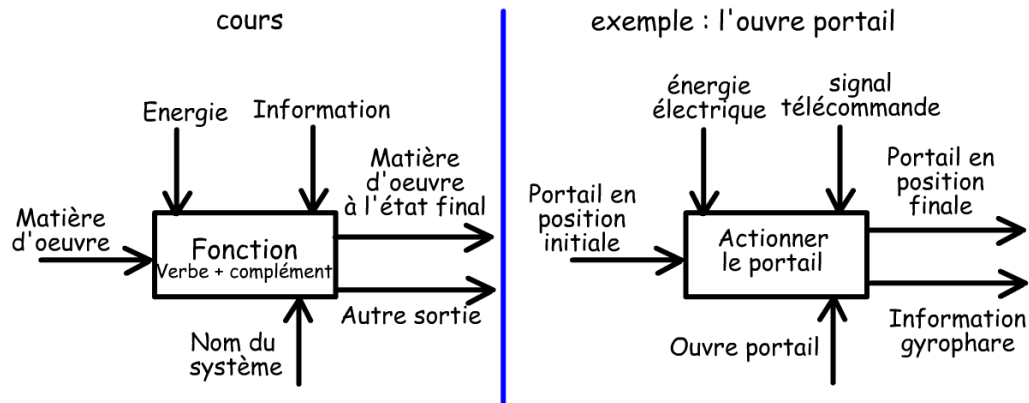 cours
Energie
Information
Matière
d'oeuvre
Matière
d'oeuvre
à l'état final
Fonction
Verbe + complément
Autre sortie
Nom du
système
exemple : l'ouvre portail
énergie
électrique
signal
télécommande
Portail en
position
initiale
Portail en
position
finale
Actionner
le portail
Information
gyrophare
Ouvre portail